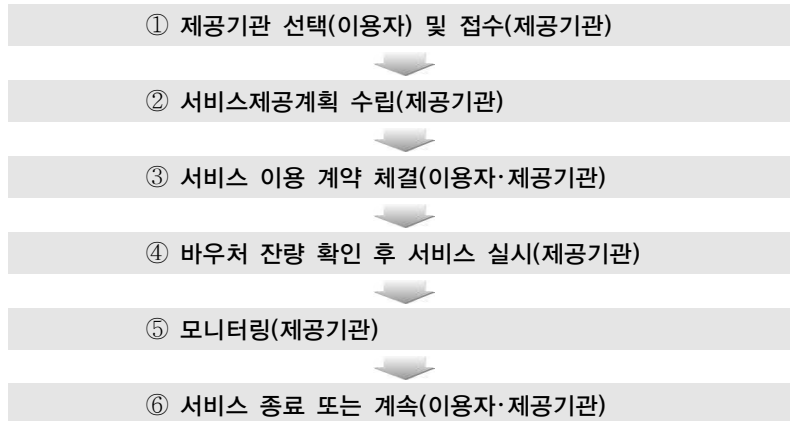 ① 제공기관 선택(이용자) 및 접수(제공기관)
② 서비스제공계획 수립(제공기관)
③ 서비스 이용 계약 체결(이용자·제공기관)
④ 바우처 잔량 확인 후 서비스 실시(제공기관)
⑤ 모니터링(제공기관)
⑥ 서비스 종료 또는 계속(이용자·제공기관)